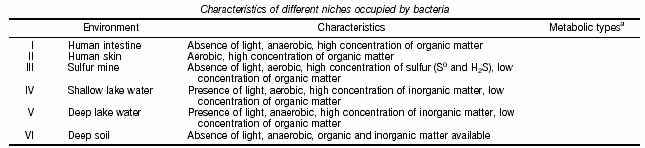 Characteristics of different niches occupied by bacteria
Environment Characteristics Metabolic typesᵃ
I Human intestine Absence of light, anaerobic, high concentration of organic matter
II Human skin Aerobic, high concentration of organic matter
III Sulfur mine Absence of light, aerobic, high concentration of sulfur (S⁰ and H₂S), low
concentration of organic matter
IV Shallow lake water Presence of light, aerobic, high concentration of inorganic matter, low
concentration of organic matter
V Deep lake water Presence of light, anaerobic, high concentration of inorganic matter, low
concentration of organic matter
VI Deep soil Absence of light, anaerobic, organic and inorganic matter available